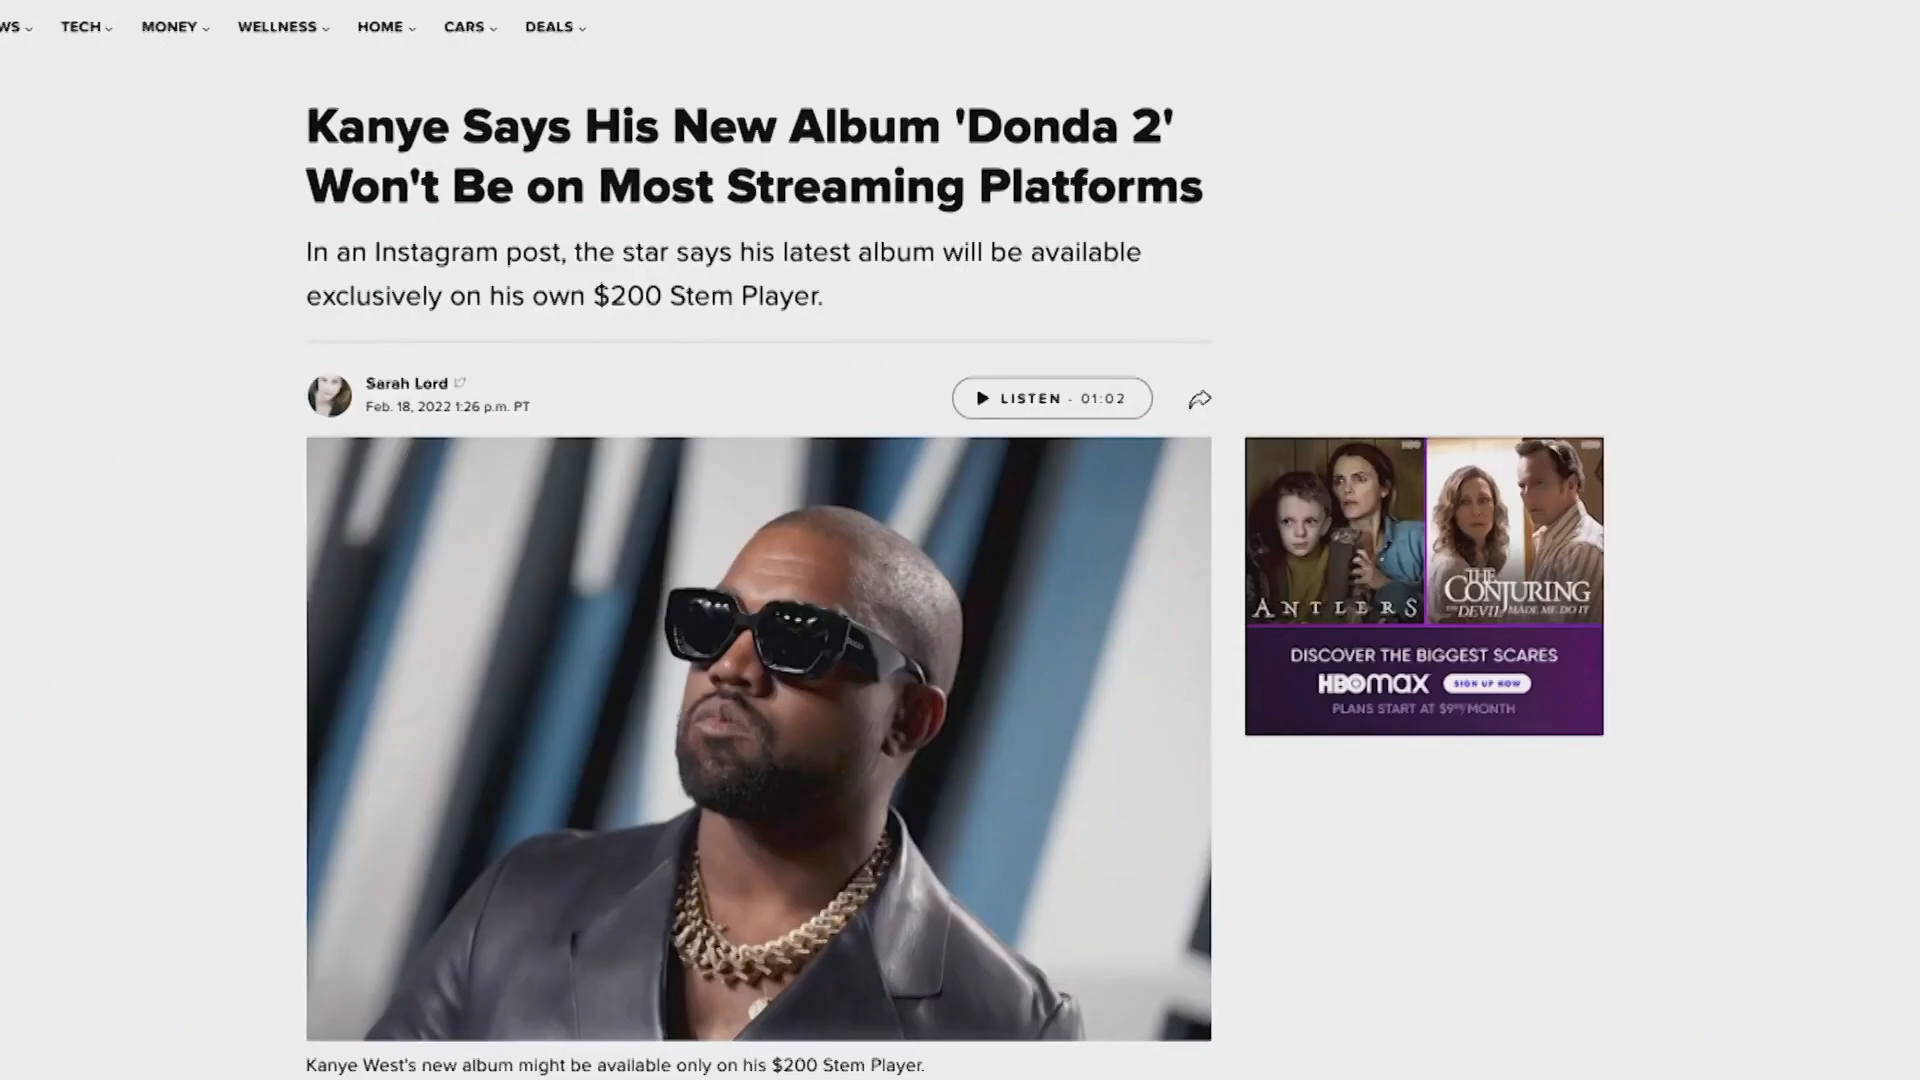 WS
TECH
MONEY
WELLNESS
HOME
CARS
DEALS
Kanye Says His New Album 'Donda 2'
Won't Be on Most Streaming Platforms
In an Instagram post, the star says his latest album will be available
exclusively on his own $200 Stem Player.
Sarah Lord
Feb. 18, 2022 1:26 p.m. PT
LISTEN - 01:02
HBO
ANTLERS
THE
CONJURING
THE DEVIL MADE ME DO IT
DISCOVER THE BIGGEST SCARES
HBOMAX SIGN UP NOW
PLANS START AT $9.99/MONTH
Kanye West's new album might be available only on his $200 Stem Player.